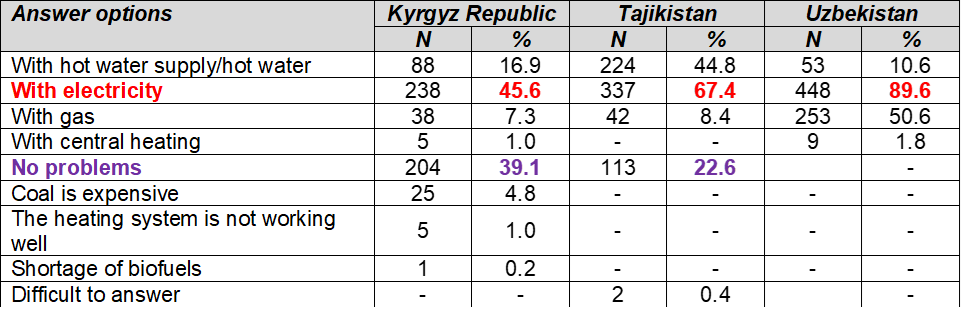 Answer options Kyrgyz Republic Tajikistan Uzbekistan
N % N % N %
With hot water supply/hot water 88 16.9 224 44.8 53 10.6
With electricity 238 45.6 337 67.4 448 89.6
With gas 38 7.3 42 8.4 253 50.6
With central heating 5 1.0 - - 9 1.8
No problems 204 39.1 113 22.6 -
Coal is expensive 25 4.8 - - - -
The heating system is not working
well 5 1.0 - - - -
Shortage of biofuels 1 0.2 - - - -
Difficult to answer - - 2 0.4 -